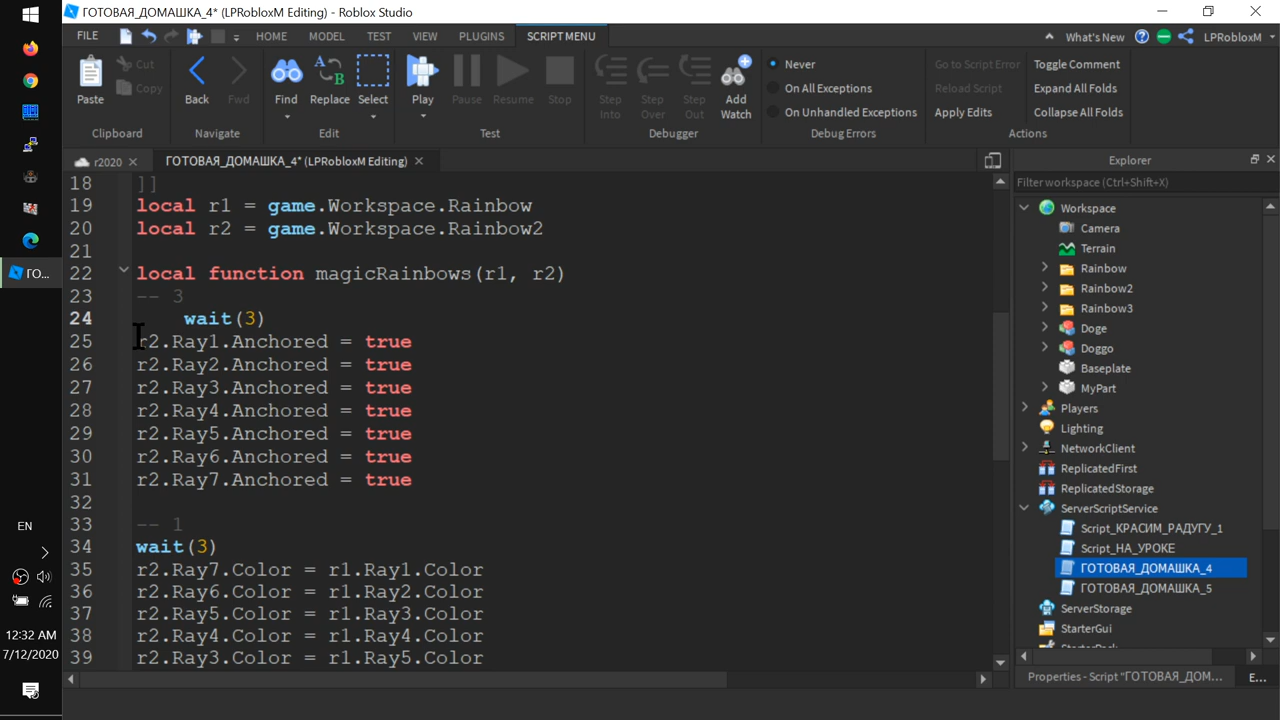 ГОТОВАЯ_ДОМАШКА_4* (LPRobloxM Editing) - Roblox Studio
FILE HOME MODEL TEST VIEW PLUGINS SCRIPT MENU What's New LPRobloxM
Paste Cut Copy Back Fwd Find Replace Select Play Pause Resume Stop Step Into Step Over Step Out Add Watch
Never
On All Exceptions
On Unhandled Exceptions
Go to Script Error Toggle Comment
Reload Script Expand All Folds
Apply Edits Collapse All Folds
Clipboard Navigate Edit Test Debugger Debug Errors Actions
r2020 ГОТОВАЯ_ДОМАШКА_4* (LPRobloxM Editing)
18 ]]
19 local r1 = game.Workspace.Rainbow
20 local r2 = game.Workspace.Rainbow2
21
22 local function magicRainbows(r1, r2)
23 -- 3
24 wait(3)
25 r2.Ray1.Anchored = true
26 r2.Ray2.Anchored = true
27 r2.Ray3.Anchored = true
28 r2.Ray4.Anchored = true
29 r2.Ray5.Anchored = true
30 r2.Ray6.Anchored = true
31 r2.Ray7.Anchored = true
32
33 -- 1
34 wait(3)
35 r2.Ray7.Color = r1.Ray1.Color
36 r2.Ray6.Color = r1.Ray2.Color
37 r2.Ray5.Color = r1.Ray3.Color
38 r2.Ray4.Color = r1.Ray4.Color
39 r2.Ray3.Color = r1.Ray5.Color
Explorer
Filter workspace (Ctrl+Shift+X)
Workspace
Camera
Terrain
Rainbow
Rainbow2
Rainbow3
Doge
Doggo
Baseplate
MyPart
Players
Lighting
NetworkClient
ReplicatedFirst
ReplicatedStorage
ServerScriptService
Script_КРАСИМ_РАДУГУ_1
Script_НА_УРОКЕ
ГОТОВАЯ_ДОМАШКА_4
ГОТОВАЯ_ДОМАШКА_5
ServerStorage
StarterGui
Properties - Script "ГОТОВАЯ_ДОМ... E...
ГО...
EN
12:32 AM
7/12/2020